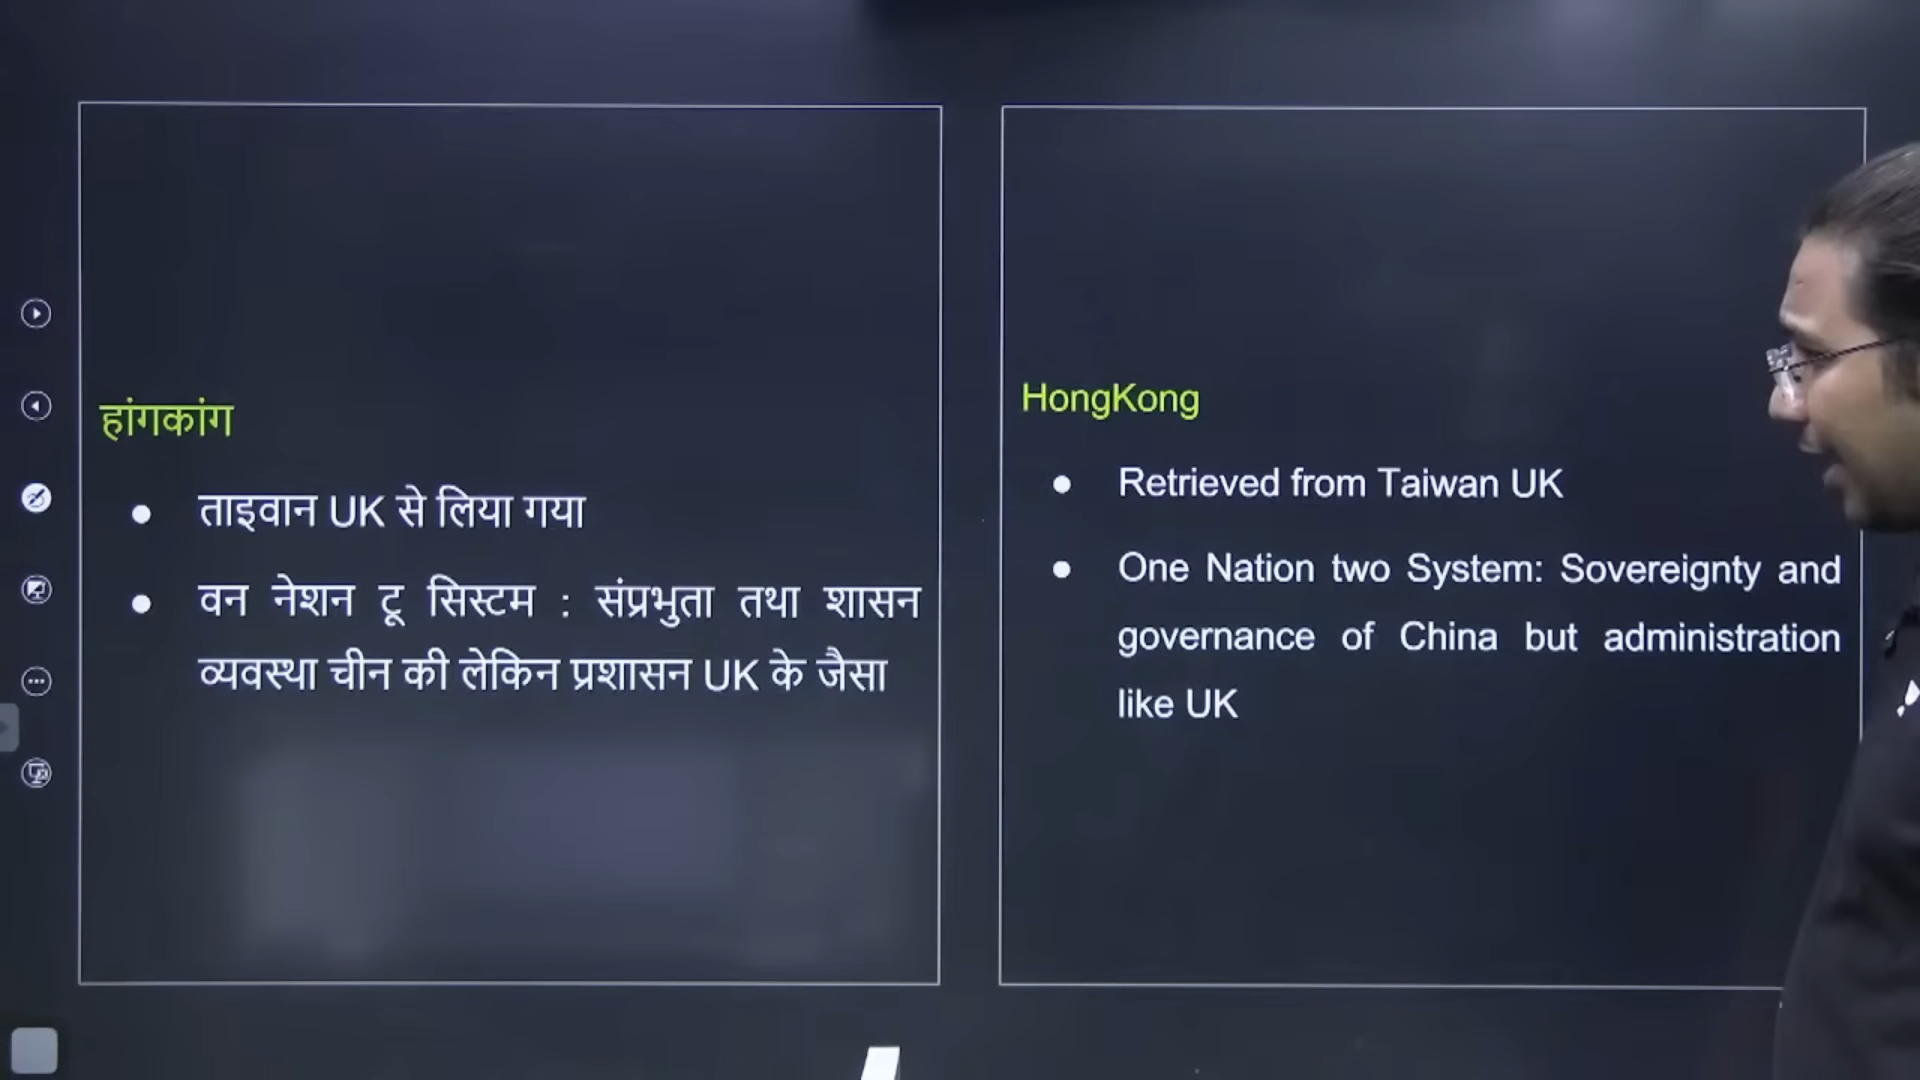 हांगकांग
ताइवान UK से लिया गया
वन नेशन टू सिस्टम : संप्रभुता तथा शासन
व्यवस्था चीन की लेकिन प्रशासन UK के जैसा
HongKong
Retrieved from Taiwan UK
One Nation two System: Sovereignty and
governance of China but administration
like UK